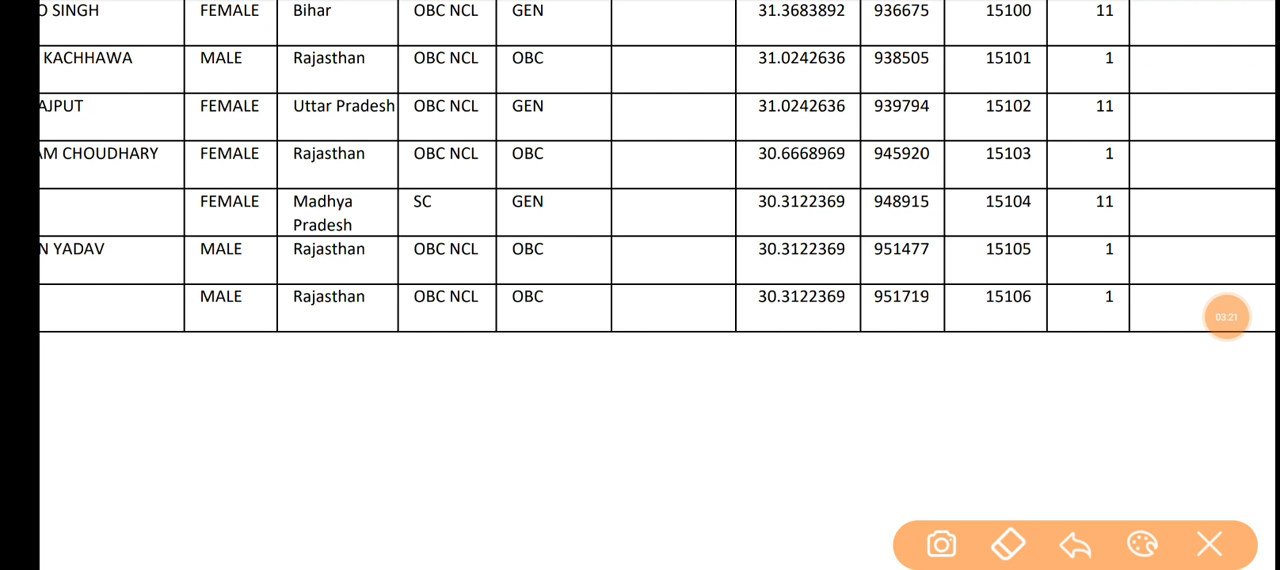 O SINGH FEMALE Bihar OBC NCL GEN 31.3683892 936675 15100 11
KACHHAWA MALE Rajasthan OBC NCL OBC 31.0242636 938505 15101 1
AJPUT FEMALE Uttar Pradesh OBC NCL GEN 31.0242636 939794 15102 11
AM CHOUDHARY FEMALE Rajasthan OBC NCL OBC 30.6668969 945920 15103 1
FEMALE Madhya SC GEN 30.3122369 948915 15104 11
Pradesh
N YADAV MALE Rajasthan OBC NCL OBC 30.3122369 951477 15105 1
MALE Rajasthan OBC NCL OBC 30.3122369 951719 15106 1
03:21